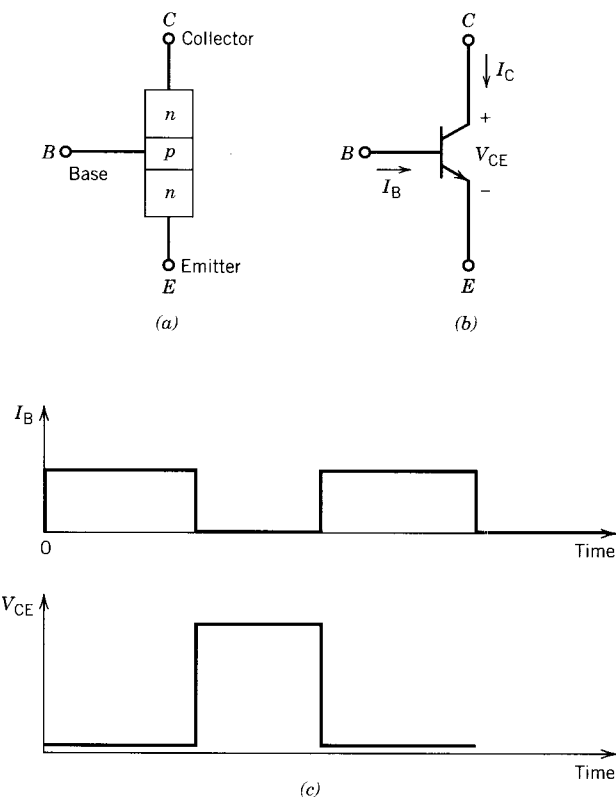 C
Collector
n
B
p
Base
n
Emitter
E
(a)
C
I_C
+
B
V_CE
I_B
−
E
(b)
I_B
0
Time
V_CE
Time
(c)